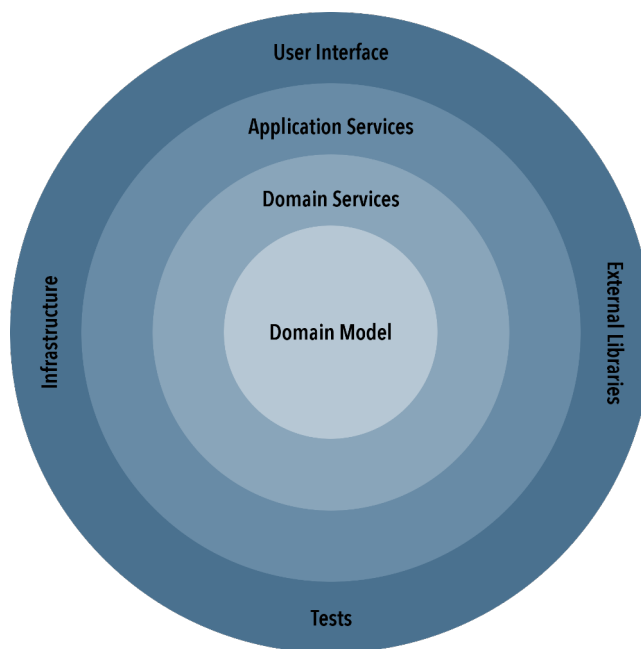 User Interface
Application Services
Domain Services
Infrastructure
Domain Model
External Libraries
Tests